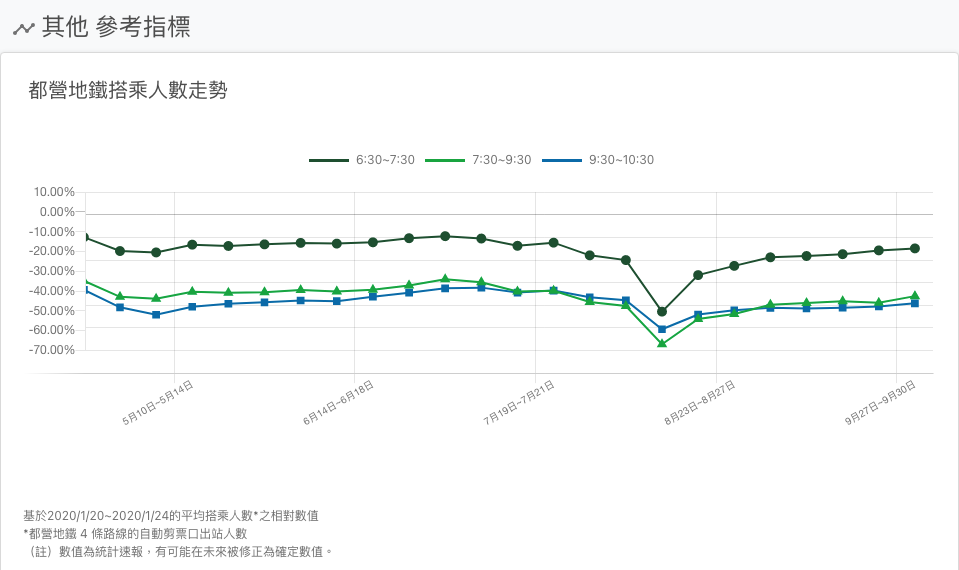 其他 參考指標
都營地鐵搭乘人數走勢
6:30~7:30 7:30~9:30 9:30~10:30
10.00%
0.00%
-10.00%
-20.00%
-30.00%
-40.00%
-50.00%
-60.00%
-70.00%
5月10日~5月14日 6月14日~6月18日 7月19日~7月21日 8月23日~8月27日 9月27日~9月30日
基於2020/1/20~2020/1/24的平均搭乘人數*之相對數值
*都營地鐵 4 條路線的自動剪票口出站人數
（註）數值為統計速報，有可能在未來被修正為確定數值。